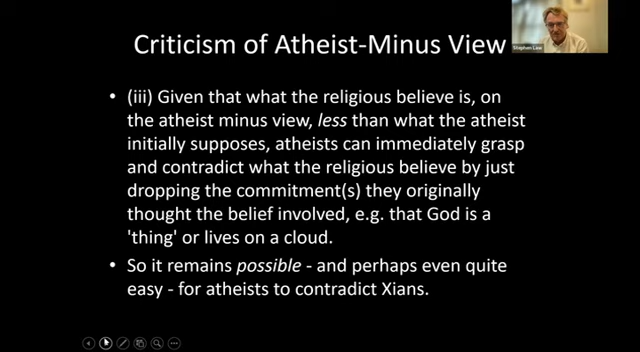 Stephen Law
Criticism of Atheist-Minus View
• (iii) Given that what the religious believe is, on
the atheist minus view, less than what the atheist
initially supposes, atheists can immediately grasp
and contradict what the religious believe by just
dropping the commitment(s) they originally
thought the belief involved, e.g. that God is a
'thing' or lives on a cloud.
• So it remains possible - and perhaps even quite
easy - for atheists to contradict Xians.